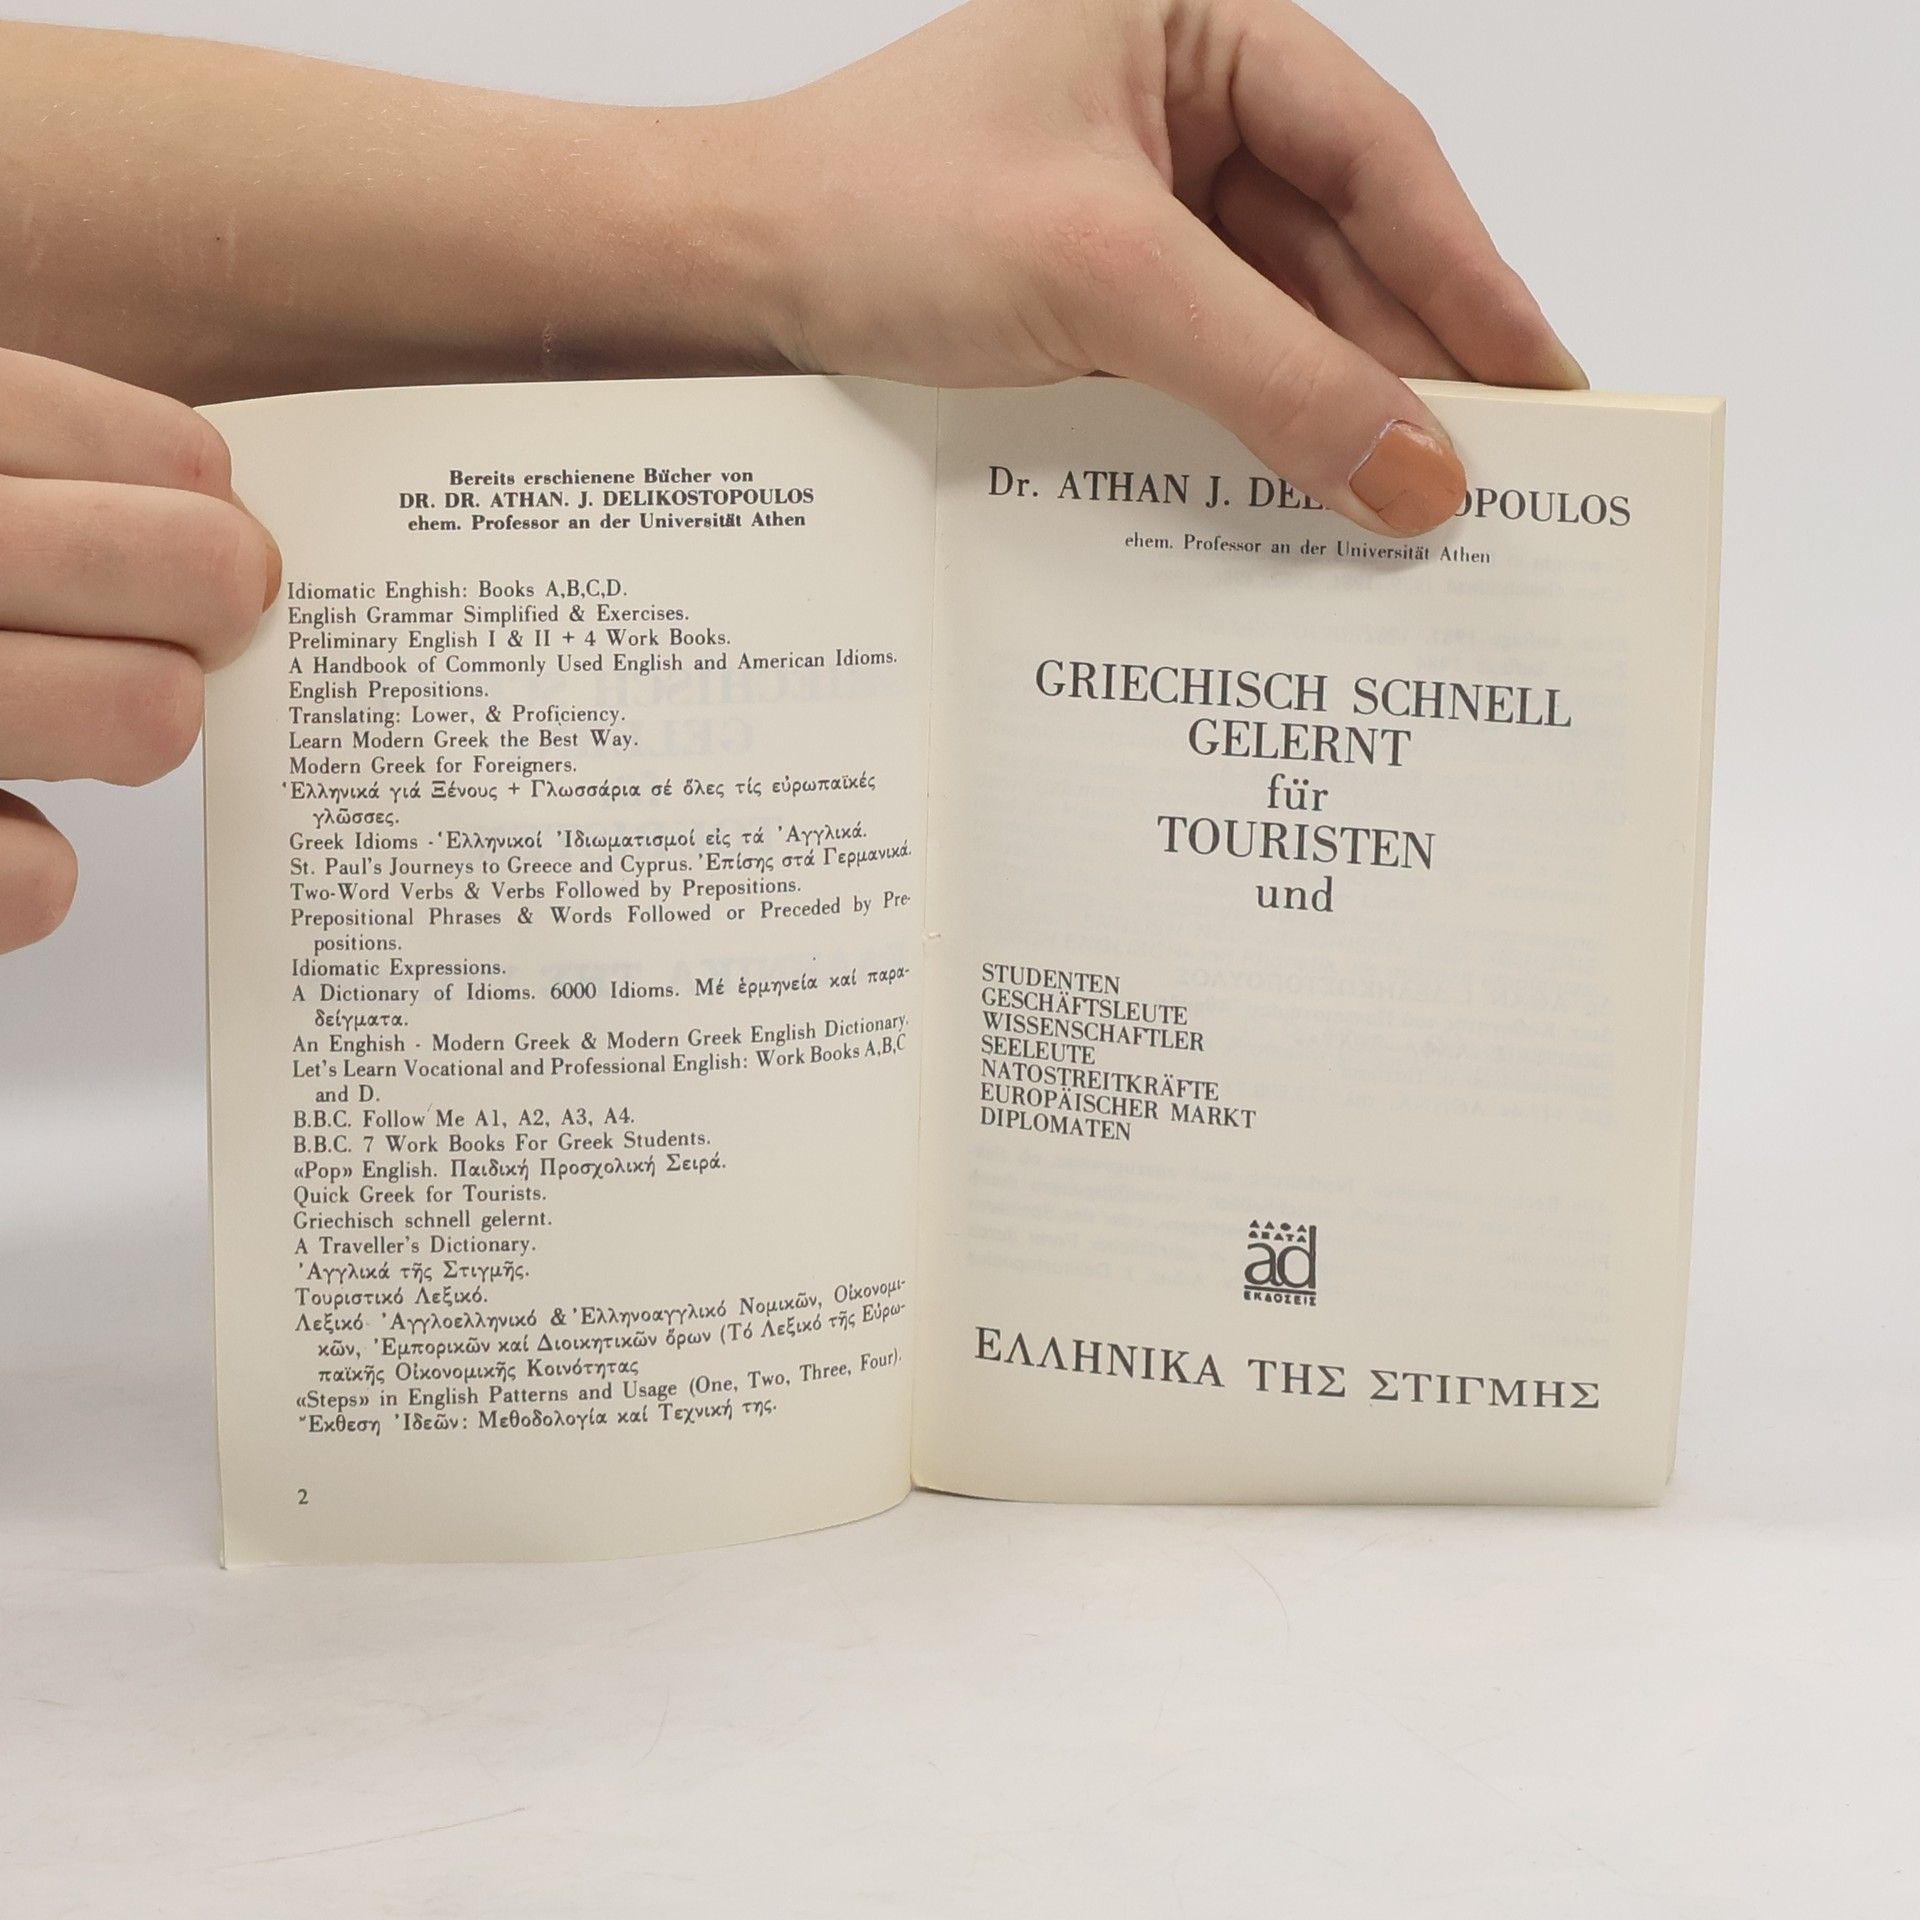 Bereits erschienene Bücher von
DR. DR. ATHAN. J. DELIKOSTOPOULOS
ehem. Professor an der Universität Athen
Idiomatic Enghish: Books A,B,C,D.
English Grammar Simplified & Exercises.
Preliminary English I & II + 4 Work Books.
A Handbook of Commonly Used English and American Idioms.
English Prepositions.
Translating: Lower, & Proficiency.
Learn Modern Greek the Best Way.
Modern Greek for Foreigners.
Ἑλληνικά γιά Ξένους + Γλωσσάρια σέ ὅλες τίς εὐρωπαϊκές
γλῶσσες.
Greek Idioms - Ἑλληνικοί Ἰδιωματισμοί εἰς τά Ἀγγλικά.
St. Paul's Journeys to Greece and Cyprus. Ἐπίσης στά Γερμανικά.
Two-Word Verbs & Verbs Followed by Prepositions.
Prepositional Phrases & Words Followed or Preceded by Pre-
positions.
Idiomatic Expressions.
A Dictionary of Idioms. 6000 Idioms. Μέ ἑρμηνεία καί παρα-
δείγματα.
An Enghish - Modern Greek & Modern Greek English Dictionary.
Let's Learn Vocational and Professional English: Work Books A,B,C
and D.
B.B.C. Follow Me A1, A2, A3, A4.
B.B.C. 7 Work Books For Greek Students.
«Pop» English. Παιδική Προσχολική Σειρά.
Quick Greek for Tourists.
Griechisch schnell gelernt.
A Traveller's Dictionary.
Ἀγγλικά τῆς Στιγμῆς.
Τουριστικό Λεξικό.
Λεξικό Ἀγγλοελληνικό & Ἑλληνοαγγλικό Νομικῶν, Οἰκονομι-
κῶν, Ἐμπορικῶν καί Διοικητικῶν ὅρων (Τό Λεξικό τῆς Εὐρω-
παϊκῆς Οἰκονομικῆς Κοινότητας
«Steps» in English Patterns and Usage (One, Two, Three, Four).
Ἔκθεση Ἰδεῶν: Μεθοδολογία καί Τεχνική της.
2
Dr. ATHAN J.
ehem. Professor an der Universität Athen
GRIECHISCH SCHNELL
GELERNT
für
TOURISTEN
und
STUDENTEN
GESCHÄFTSLEUTE
WISSENSCHAFTLER
SEELEUTE
NATOSTREITKRÄFTE
EUROPÄISCHER MARKT
DIPLOMATEN
ΑΛΦΑ
ΔΕΛΤΑ
ad
ΕΚΔΟΣΕΙΣ
ΕΛΛΗΝΙΚΑ ΤΗΣ ΣΤΙΓΜΗΣ